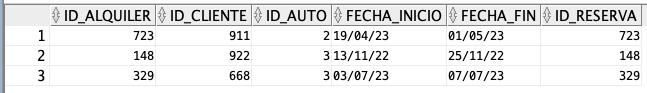 ID_ALQUILER ID_CLIENTE ID_AUTO FECHA_INICIO FECHA_FIN ID_RESERVA
1 723 911 2 19/04/23 01/05/23 723
2 148 922 3 13/11/22 25/11/22 148
3 329 668 3 03/07/23 07/07/23 329